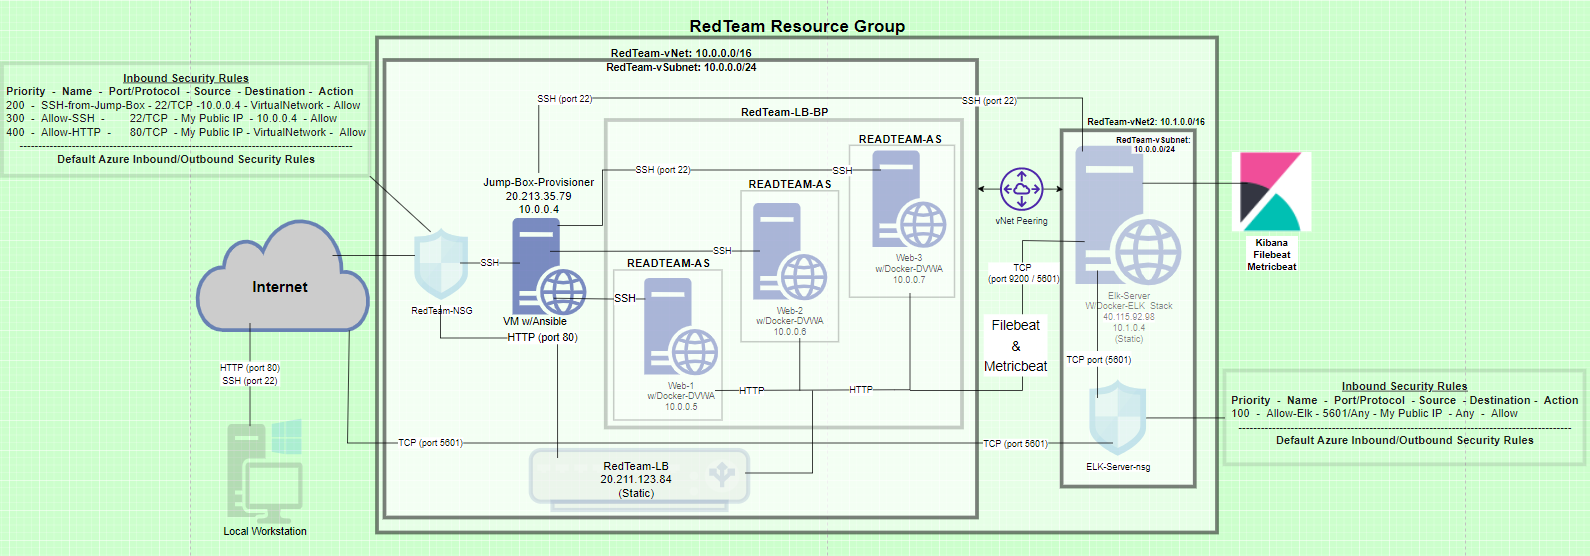 RedTeam Resource Group
RedTeam-vNet: 10.0.0.0/16
RedTeam-vSubnet: 10.0.0.0/24
Inbound Security Rules
Priority - Name - Port/Protocol - Source - Destination - Action
200 - SSH-from-Jump-Box - 22/TCP -10.0.0.4 - VirtualNetwork - Allow
300 - Allow-SSH - 22/TCP - My Public IP - 10.0.0.4 - Allow
400 - Allow-HTTP - 80/TCP - My Public IP - VirtualNetwork - Allow
Default Azure Inbound/Outbound Security Rules
SSH (port 22)
SSH (port 22)
RedTeam-LB-BP
RedTeam-vNet2: 10.1.0.0/16
RedTeam-vSubnet:
10.0.0.0/24
READTEAM-AS
SSH (port 22)
SSH
Jump-Box-Provisioner
20.213.35.79
10.0.0.4
READTEAM-AS
vNet Peering
Kibana
Filebeat
Metricbeat
SSH
SSH
READTEAM-AS
Web-3
w/Docker-DVWA
10.0.0.7
TCP
(port 9200 / 5601)
Internet
SSH
RedTeam-NSG
VM w/Ansible
HTTP (port 80)
Web-2
w/Docker-DVWA
10.0.0.6
Elk-Server
W/Docker-ELK_Stack
40.115.92.98
10.1.0.4
(Static)
Filebeat
&
Metricbeat
TCP port (5601)
HTTP (port 80)
SSH (port 22)
Web-1
w/Docker-DVWA
10.0.0.5
HTTP
HTTP
Inbound Security Rules
Priority - Name - Port/Protocol - Source - Destination - Action
100 - Allow-Elk - 5601/Any - My Public IP - Any - Allow
Default Azure Inbound/Outbound Security Rules
TCP (port 5601)
TCP (port 5601)
RedTeam-LB
20.211.123.84
(Static)
ELK-Server-nsg
Local Workstation